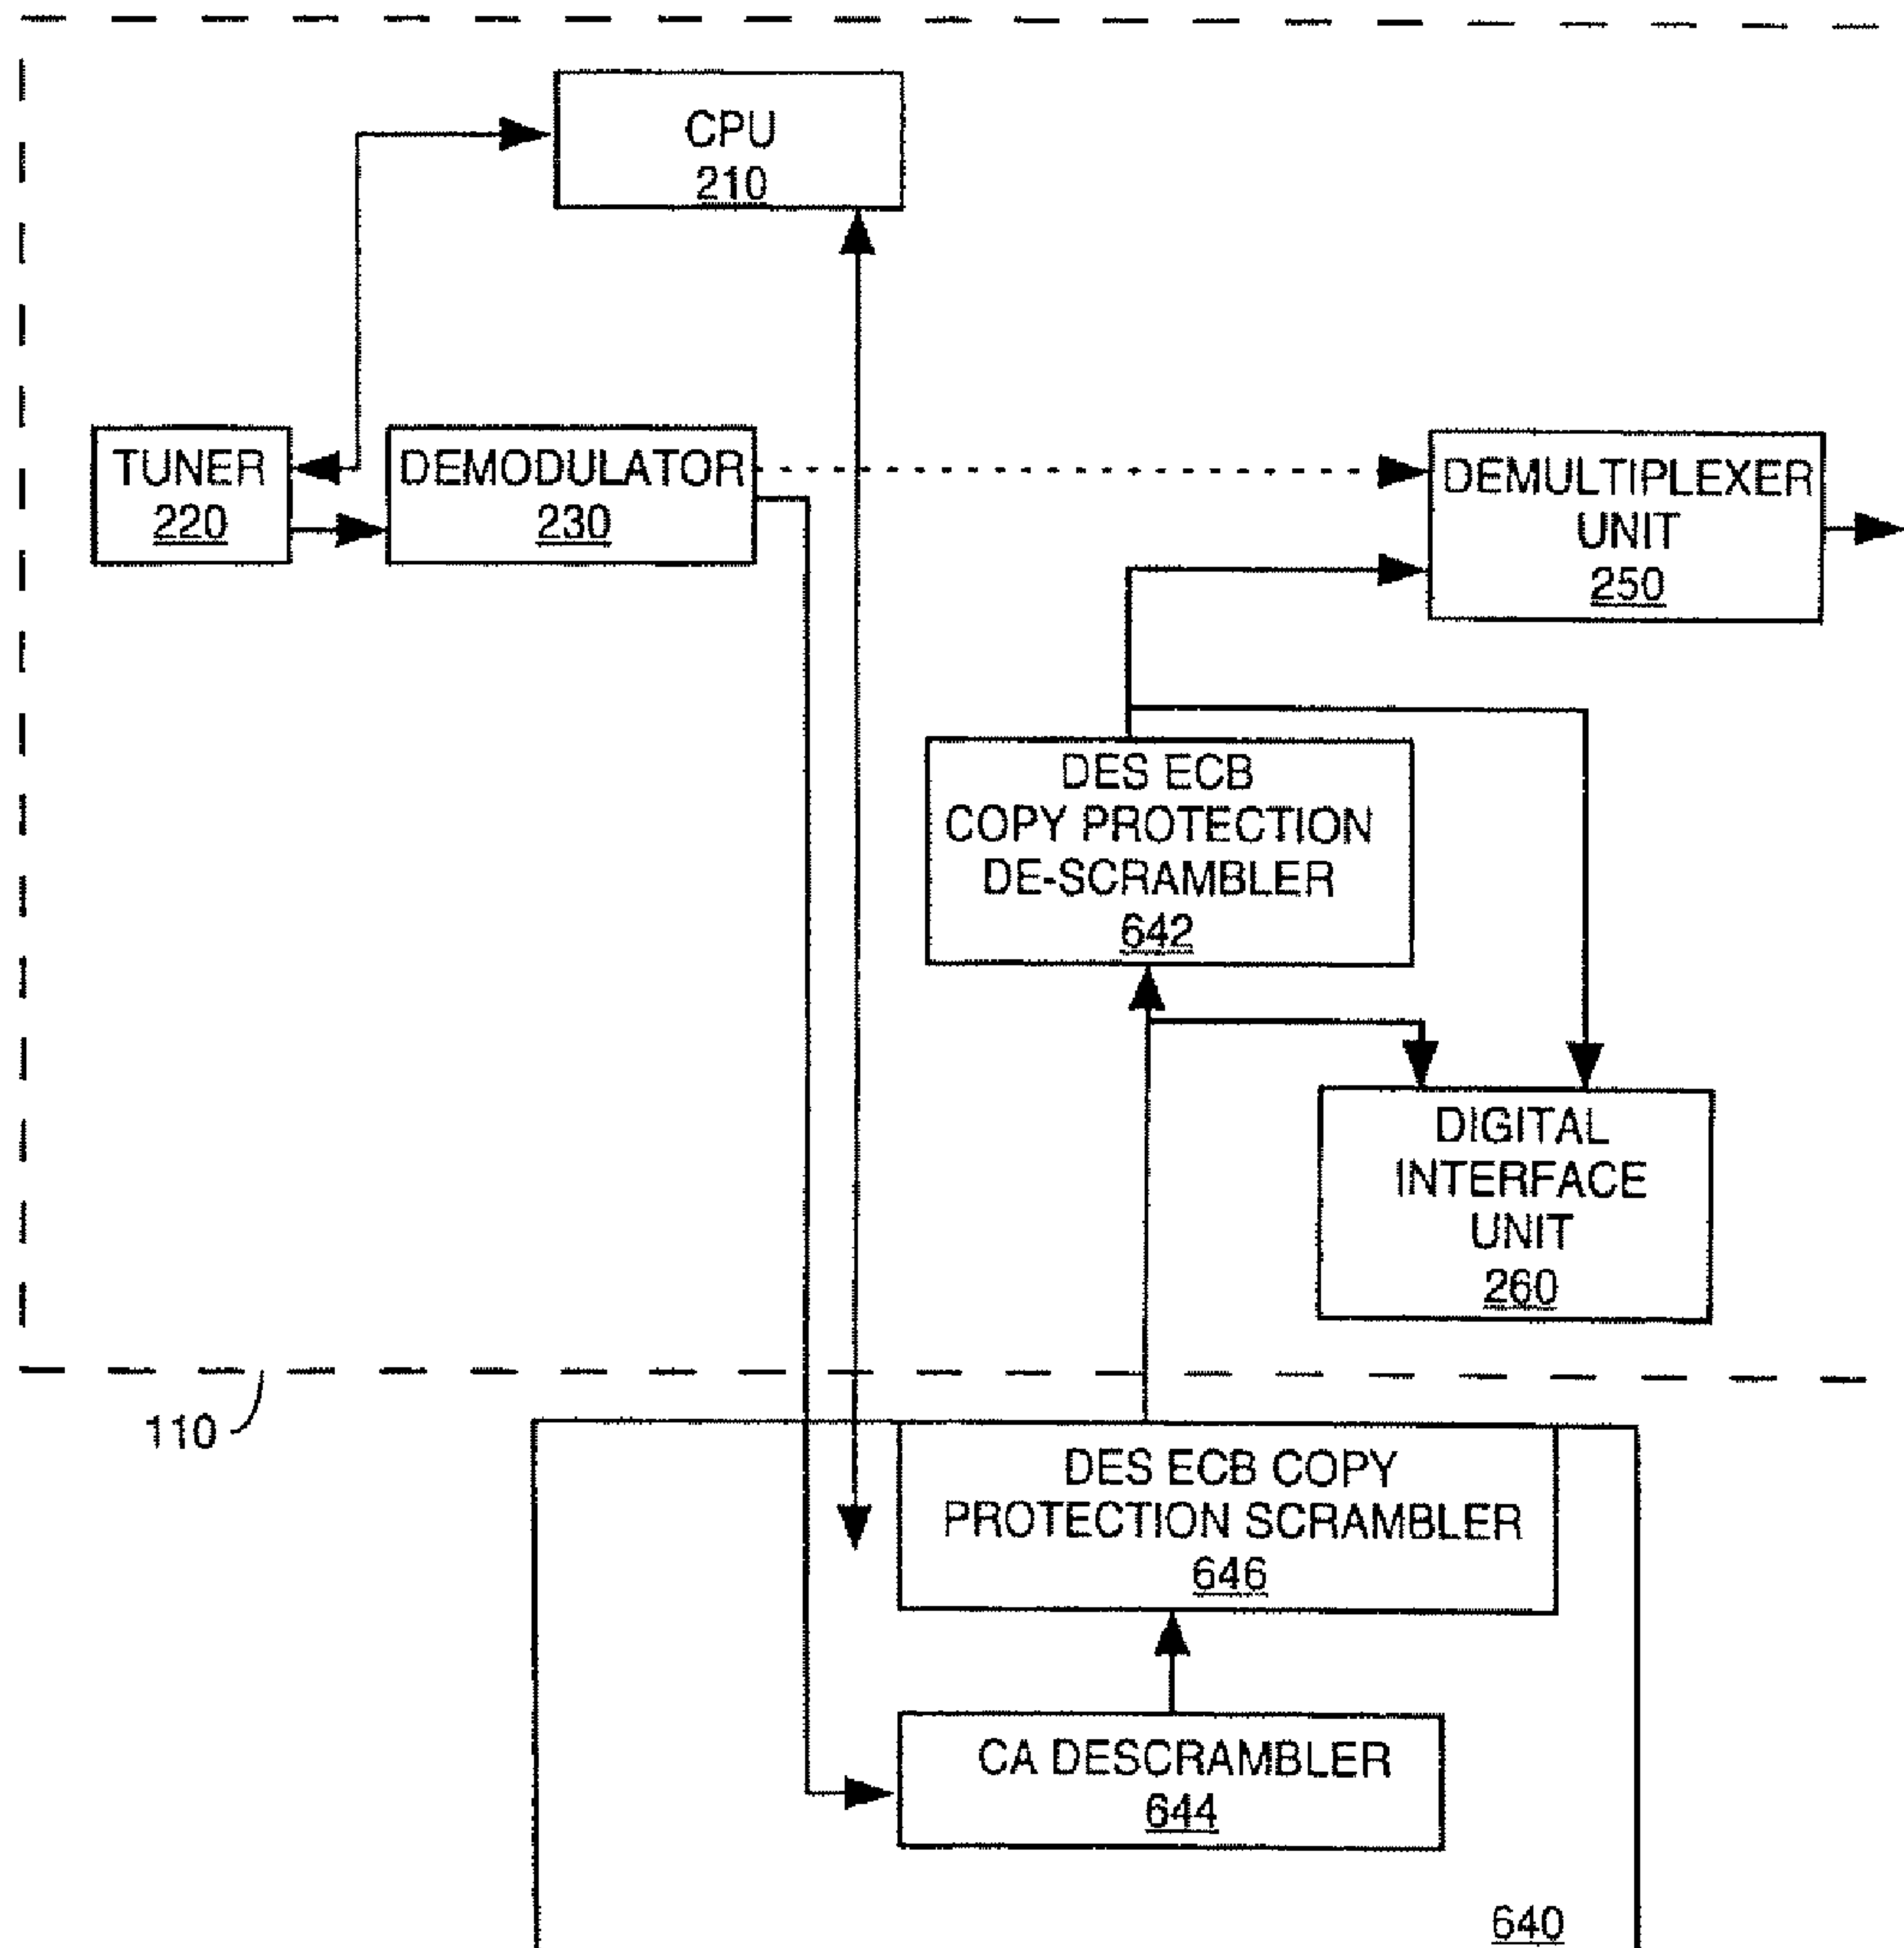 CPU
210
TUNER
220
DEMODULATOR
230
DEMULTIPLEXER
UNIT
250
DES ECB
COPY PROTECTION
DE-SCRAMBLER
642
DIGITAL
INTERFACE
UNIT
260
110
DES ECB COPY
PROTECTION SCRAMBLER
646
CA DESCRAMBLER
644
640